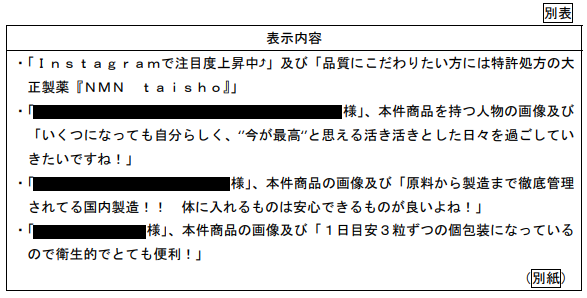 別表
表示内容
・「Ｉｎｓｔａｇｒａｍで注目度上昇中⤴」及び「品質にこだわりたい方には特許処方の大
正製薬『ＮＭＮ　ｔａｉｓｈｏ』」
・「様」、本件商品を持つ人物の画像及び
「いくつになっても自分らしく、“今が最高”と思える活き活きとした日々を過ごしてい
きたいですね！」
・「様」、本件商品の画像及び「原料から製造まで徹底管理
されてる国内製造！！　体に入れるものは安心できるものが良いよね！」
・「様」、本件商品の画像及び「１日目安３粒ずつの個包装になっている
ので衛生的でとても便利！」
（別紙）